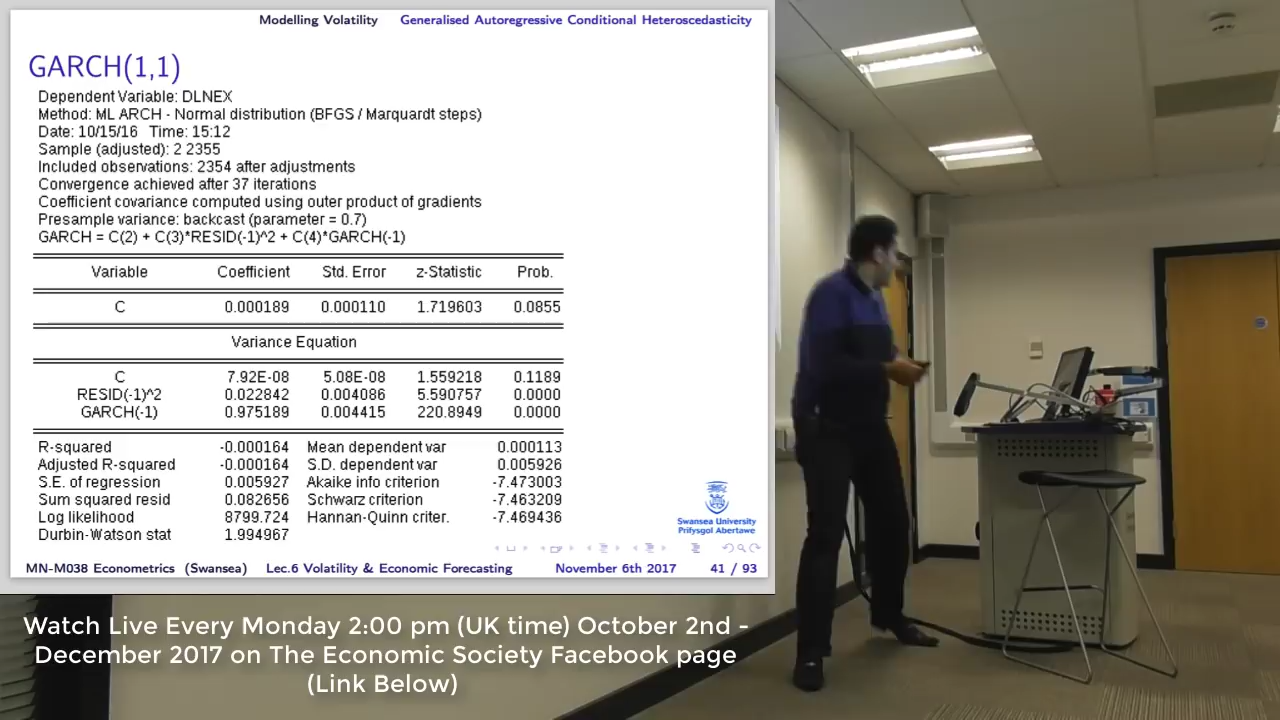 Modelling Volatility Generalised Autoregressive Conditional Heteroscedasticity
GARCH(1,1)
Dependent Variable: DLNEX
Method: ML ARCH - Normal distribution (BFGS / Marquardt steps)
Date: 10/15/16 Time: 15:12
Sample (adjusted): 2 2355
Included observations: 2354 after adjustments
Convergence achieved after 37 iterations
Coefficient covariance computed using outer product of gradients
Presample variance: backcast (parameter = 0.7)
GARCH = C(2) + C(3)*RESID(-1)^2 + C(4)*GARCH(-1)
Variable Coefficient Std. Error z-Statistic Prob.
C 0.000189 0.000110 1.719603 0.0855
Variance Equation
C 7.92E-08 5.08E-08 1.559218 0.1189
RESID(-1)^2 0.022842 0.004086 5.590757 0.0000
GARCH(-1) 0.975189 0.004415 220.8949 0.0000
R-squared -0.000164 Mean dependent var 0.000113
Adjusted R-squared -0.000164 S.D. dependent var 0.005926
S.E. of regression 0.005927 Akaike info criterion -7.473003
Sum squared resid 0.082656 Schwarz criterion -7.463209
Log likelihood 8799.724 Hannan-Quinn criter. -7.469436
Durbin-Watson stat 1.994967
Swansea University
Prifysgol Abertawe
MN-M038 Econometrics (Swansea) Lec.6 Volatility & Economic Forecasting November 6th 2017 41 / 93
Watch Live Every Monday 2:00 pm (UK time) October 2nd -
December 2017 on The Economic Society Facebook page
(Link Below)